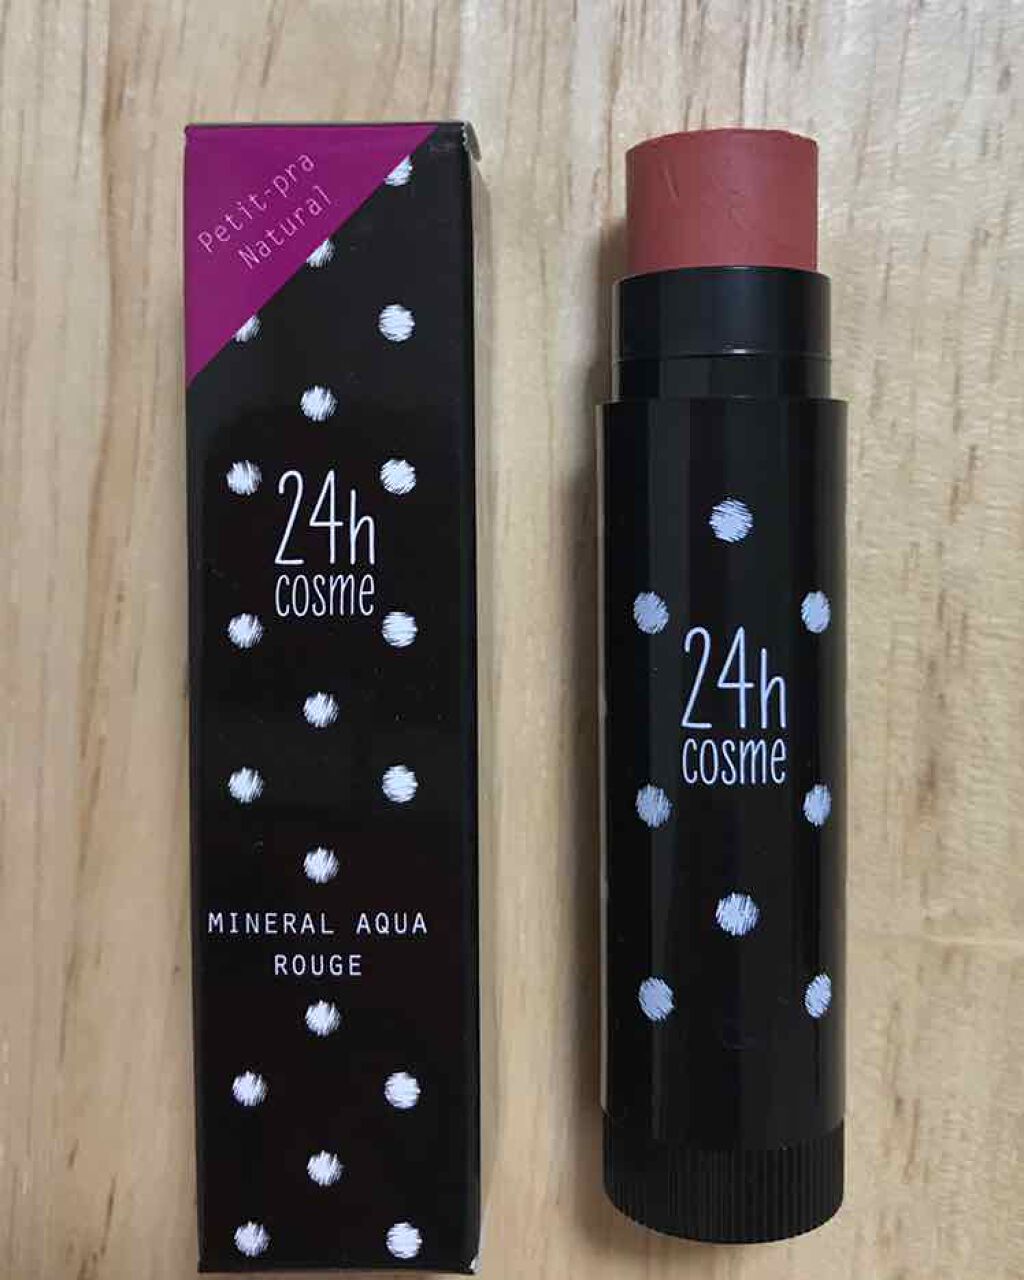 Petit-pra
Natural
24h
cosme
MINERAL AQUA
ROUGE
24h
cosme